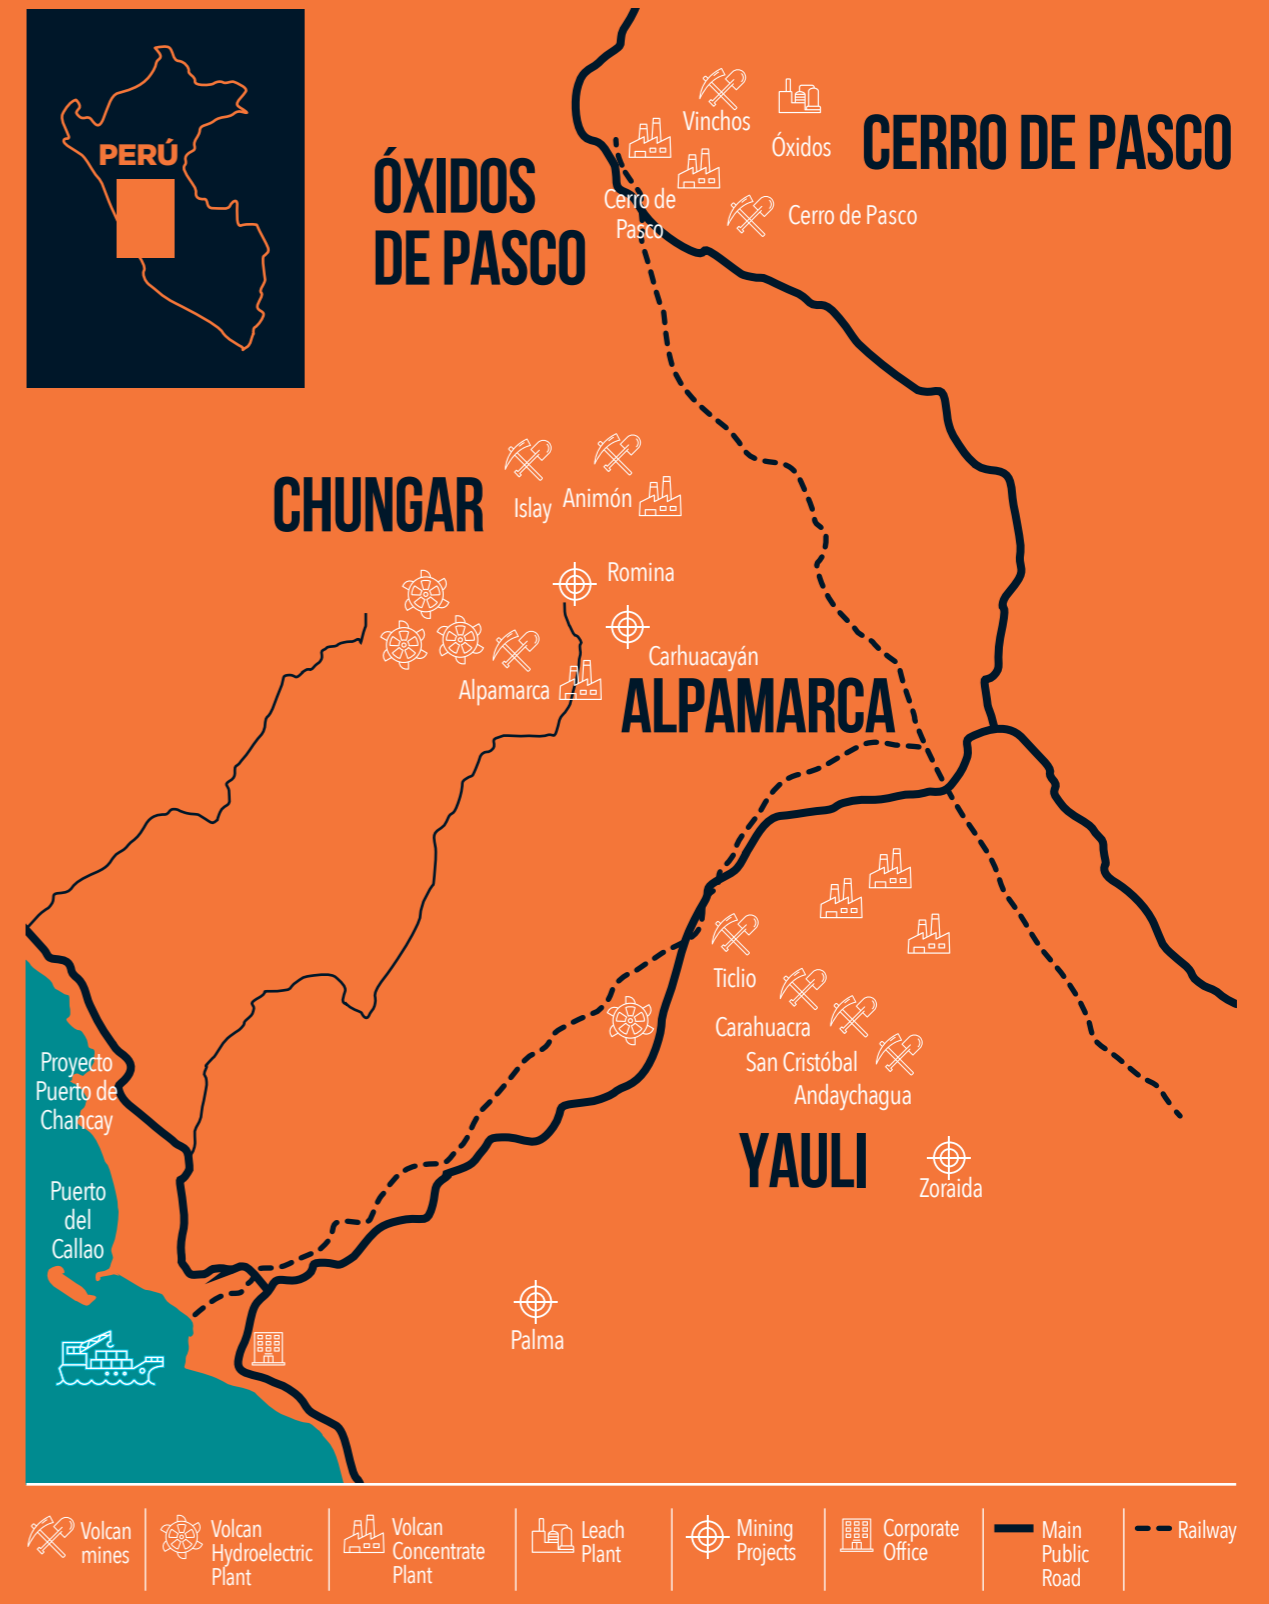 PERÚ
Vinchos
Óxidos
CERRO DE PASCO
ÓXIDOS
DE PASCO
Cerro de
Pasco
Cerro de Pasco
CHUNGAR
Islay
Animón
Romina
Carhuacayán
Alpamarca
ALPAMARCA
Ticlio
Carahuacra
San Cristóbal
Andaychagua
YAULI
Zoraida
Proyecto
Puerto de
Chancay
Puerto
del
Callao
Palma
Volcan
mines
Volcan
Hydroelectric
Plant
Volcan
Concentrate
Plant
Leach
Plant
Mining
Projects
Corporate
Office
Main
Public
Road
Railway